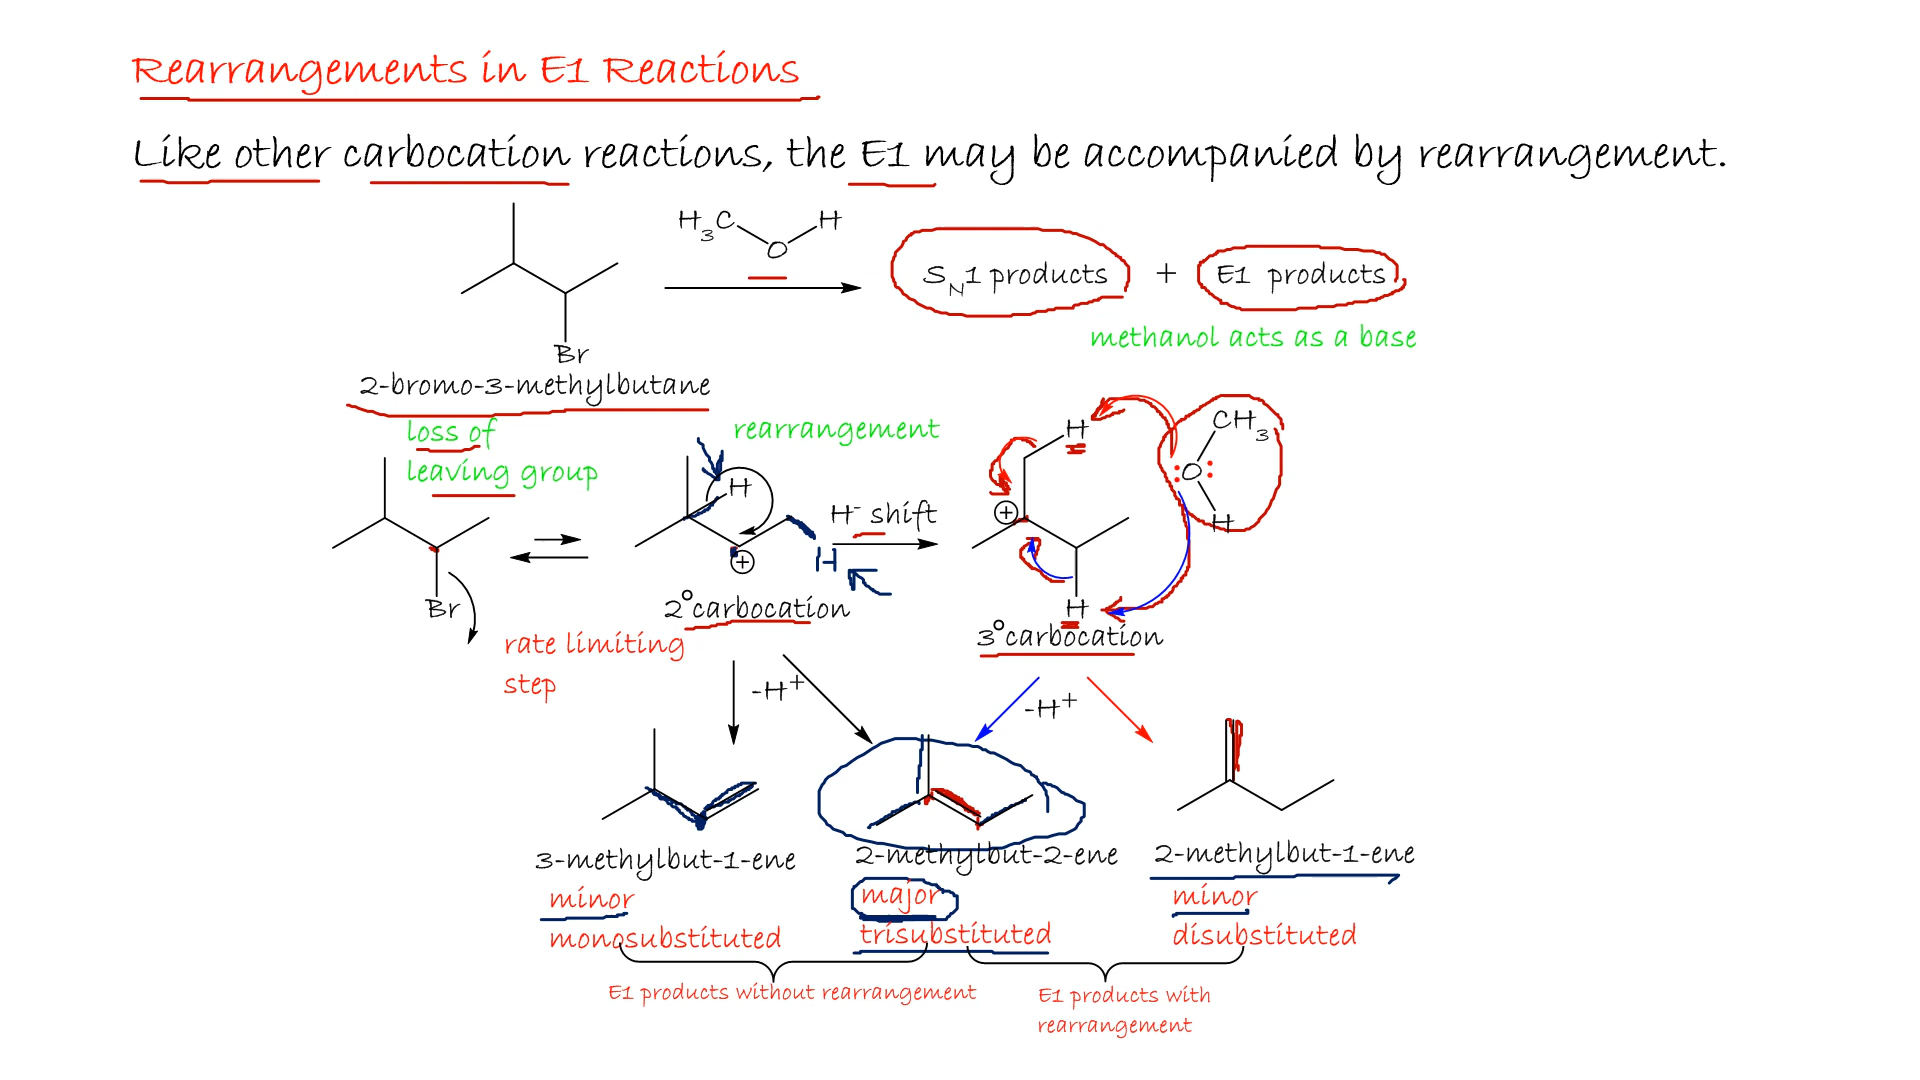 Rearrangements in E1 Reactions
Like other carbocation reactions, the E1 may be accompanied by rearrangement.
H3C O H
SN1 products + E1 products
methanol acts as a base
Br
2-bromo-3-methylbutane
loss of
leaving group
rearrangement
H
H
CH3
O
H
H- shift
+
H
+
Br
H
2° carbocation
3° carbocation
rate limiting
step
-H+
-H+
3-methylbut-1-ene
2-methylbut-2-ene
2-methylbut-1-ene
minor
major
minor
monosubstituted
trisubstituted
disubstituted
E1 products without rearrangement
E1 products with
rearrangement